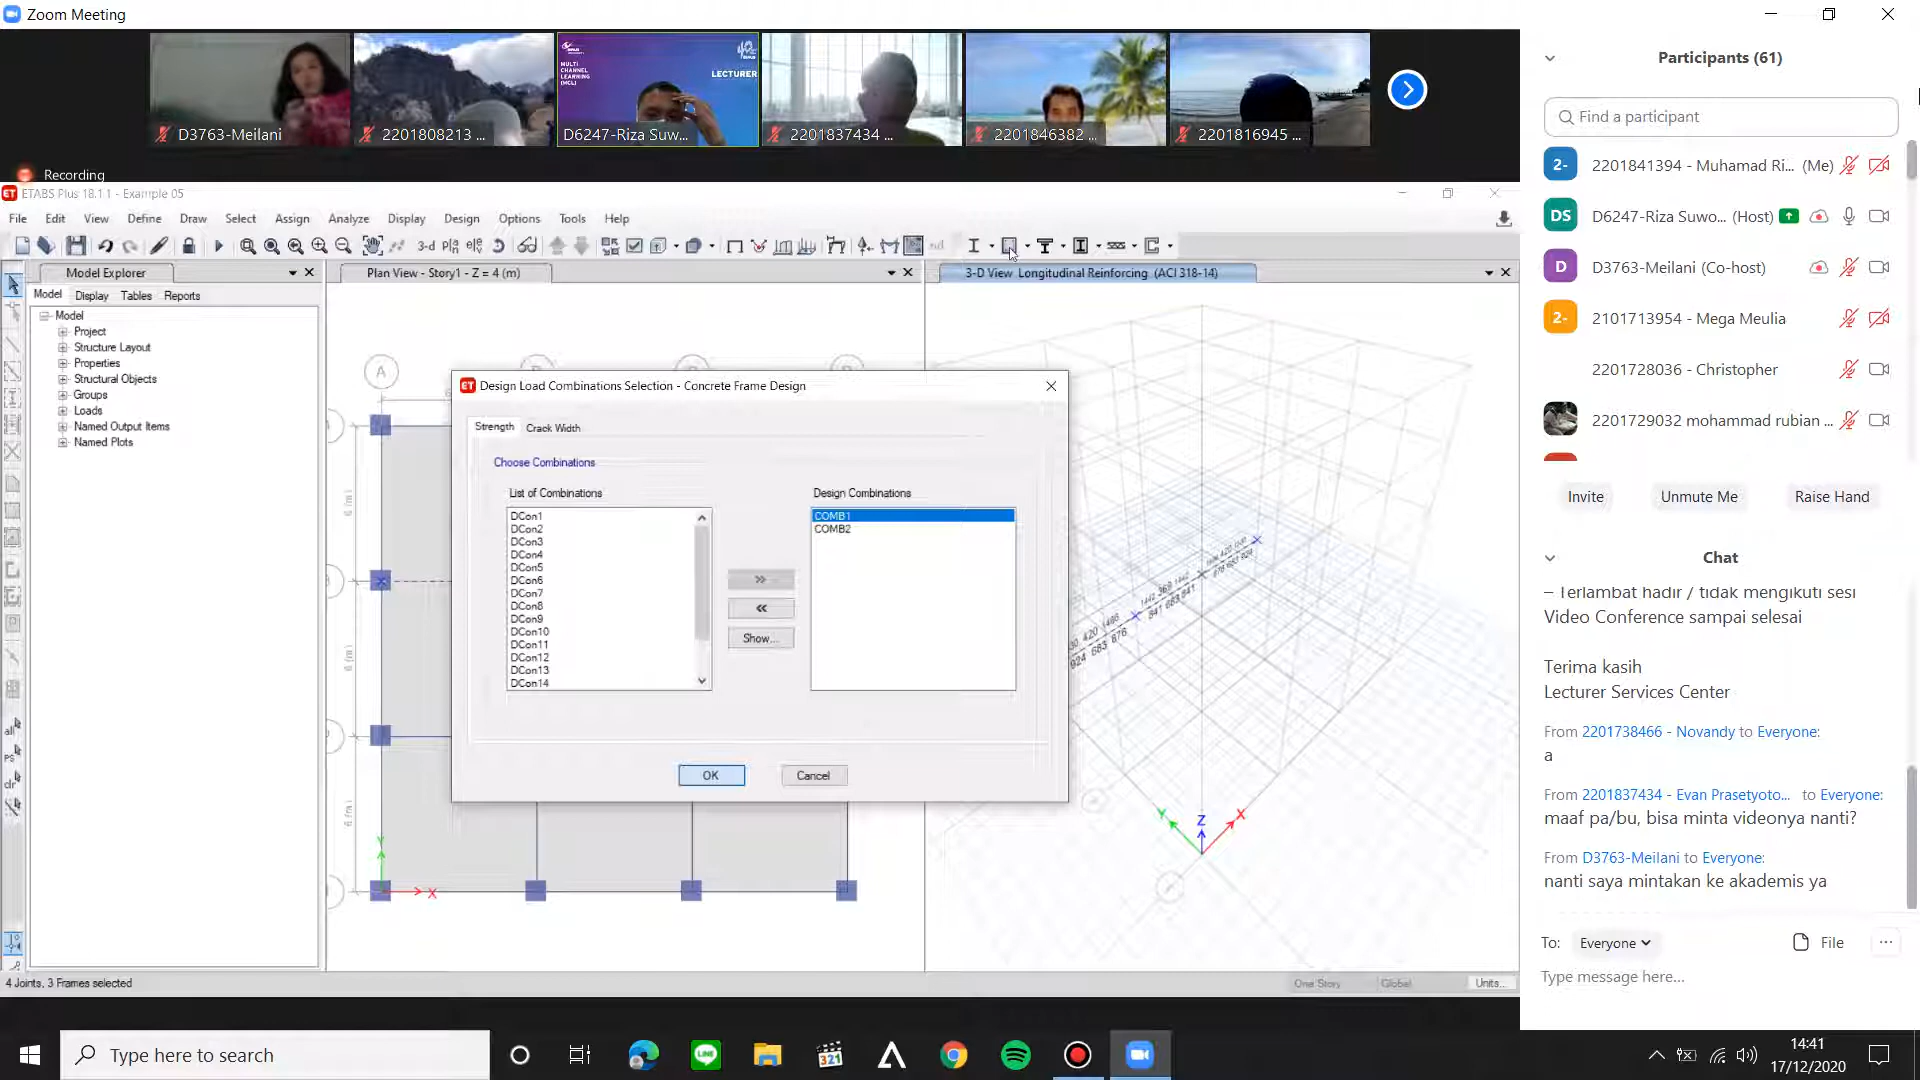 Zoom Meeting
D3763-Meilani
2201808213 ...
MULTI
CHANNEL
LEARNING
(MCL)
LECTURER
D6247-Riza Suw...
2201837434 ...
2201846382 ...
2201816945 ...
Recording
ETABS Plus 18.1.1 - Example 05
File Edit View Define Draw Select Assign Analyze Display Design Options Tools Help
Model Explorer
Plan View - Story1 - Z = 4 (m)
3-D View Longitudinal Reinforcing (ACI 318-14)
Model Display Tables Reports
Model
Project
Structure Layout
Properties
Structural Objects
Groups
Loads
Named Output Items
Named Plots
A
6 (m)
6 (m)
6 (m)
Design Load Combinations Selection - Concrete Frame Design
Strength Crack Width
Choose Combinations
List of Combinations
Design Combinations
DCon1
DCon2
DCon3
DCon4
DCon5
DCon6
DCon7
DCon8
DCon9
DCon10
DCon11
DCon12
DCon13
DCon14
>>
<<
Show...
COMB1
COMB2
OK
Cancel
Y
X
Z
X
Y
4 Joints, 3 Frames selected
One Story
Global
Units...
Participants (61)
Find a participant
2- 2201841394 - Muhamad Ri... (Me)
DS D6247-Riza Suwo... (Host)
D D3763-Meilani (Co-host)
2- 2101713954 - Mega Meulia
2201728036 - Christopher
2201729032 mohammad rubian ...
Invite
Unmute Me
Raise Hand
Chat
– Terlambat hadir / tidak mengikuti sesi
Video Conference sampai selesai
Terima kasih
Lecturer Services Center
From 2201738466 - Novandy to Everyone:
a
From 2201837434 - Evan Prasetyoto... to Everyone:
maaf pa/bu, bisa minta videonya nanti?
From D3763-Meilani to Everyone:
nanti saya mintakan ke akademis ya
To: Everyone
File
Type message here...
Type here to search
14:41
17/12/2020